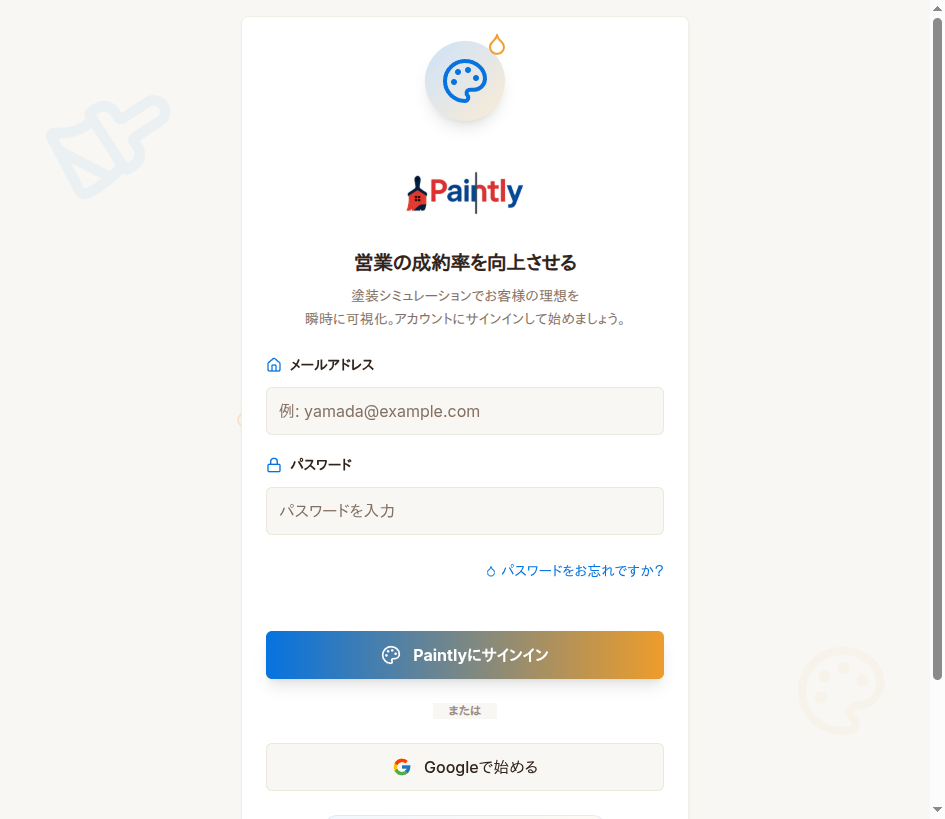 Paintly
営業の成約率を向上させる
塗装シミュレーションでお客様の理想を
瞬時に可視化。アカウントにサインインして始めましょう。
メールアドレス
例: yamada@example.com
パスワード
パスワードを入力
パスワードをお忘れですか？
Paintlyにサインイン
または
Googleで始める